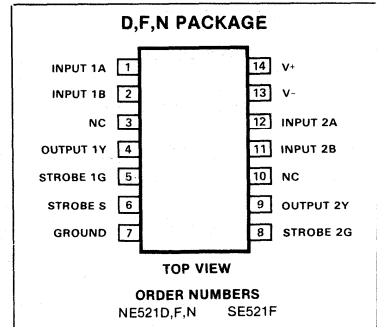 D,F,N PACKAGE
INPUT 1A 1 14 V+
INPUT 1B 2 13 V-
NC 3 12 INPUT 2A
OUTPUT 1Y 4 11 INPUT 2B
STROBE 1G 5 10 NC
STROBE S 6 9 OUTPUT 2Y
GROUND 7 8 STROBE 2G
TOP VIEW
ORDER NUMBERS
NE521D,F,N SE521F